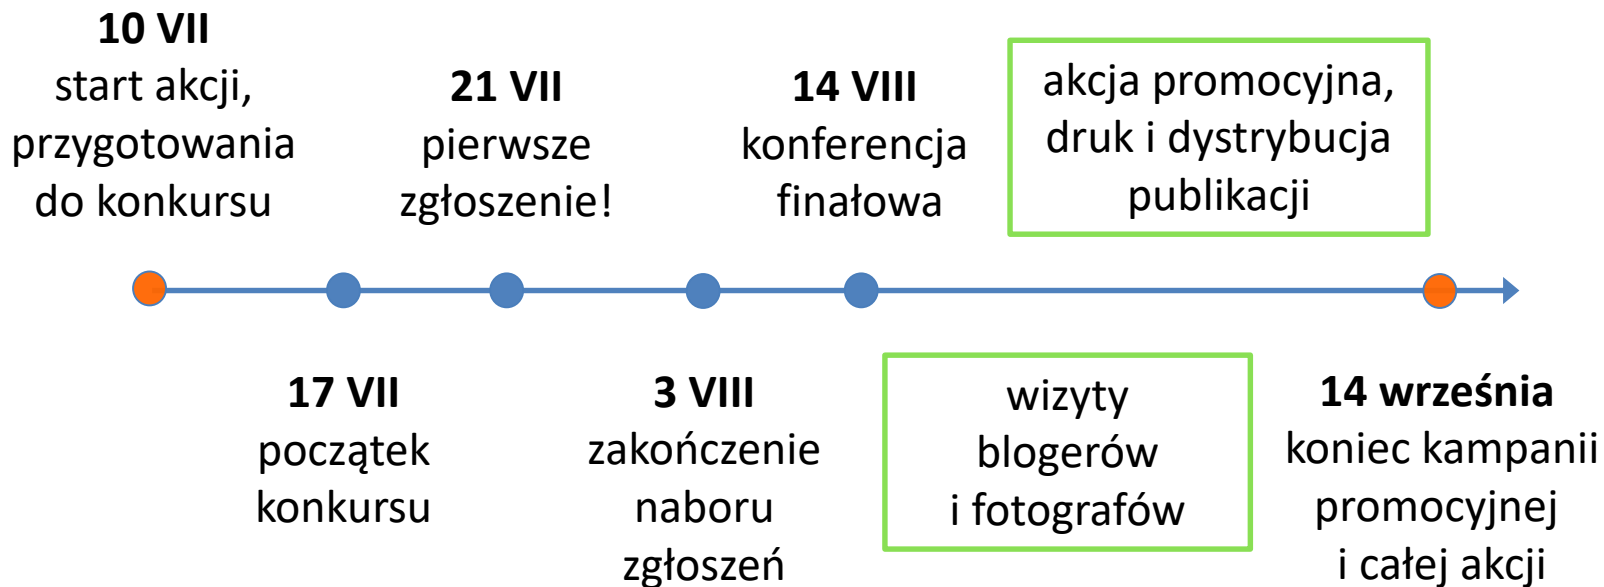 10 VII
start akcji,
przygotowania
do konkursu
21 VII
pierwsze
zgłoszenie!
14 VIII
konferencja
finałowa
akcja promocyjna,
druk i dystrybucja
publikacji
17 VII
początek
konkursu
3 VIII
zakończenie
naboru
zgłoszeń
wizyty
blogerów
i fotografów
14 września
koniec kampanii
promocyjnej
i całej akcji